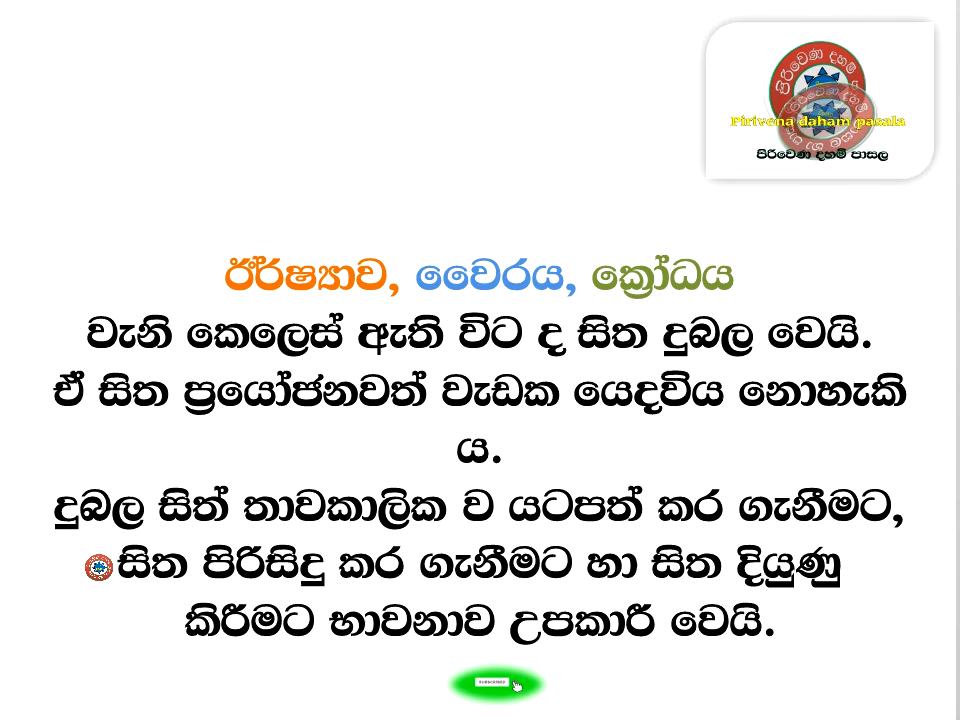 පිරිවෙණ දහම්
Pirivena daham pasala
පිරිවෙණ දහම් පාසල
ඊර්ෂ්‍යාව, වෛරය, ක්‍රෝධය
වැනි කෙලෙස් ඇති විට ද සිත දුබල වෙයි.
ඒ සිත ප්‍රයෝජනවත් වැඩක යෙදවිය නොහැකි
ය.
දුබල සිත් තාවකාලික ව යටපත් කර ගැනීමට,
සිත පිරිසිදු කර ගැනීමට හා සිත දියුණු
කිරීමට භාවනාව උපකාරී වෙයි.